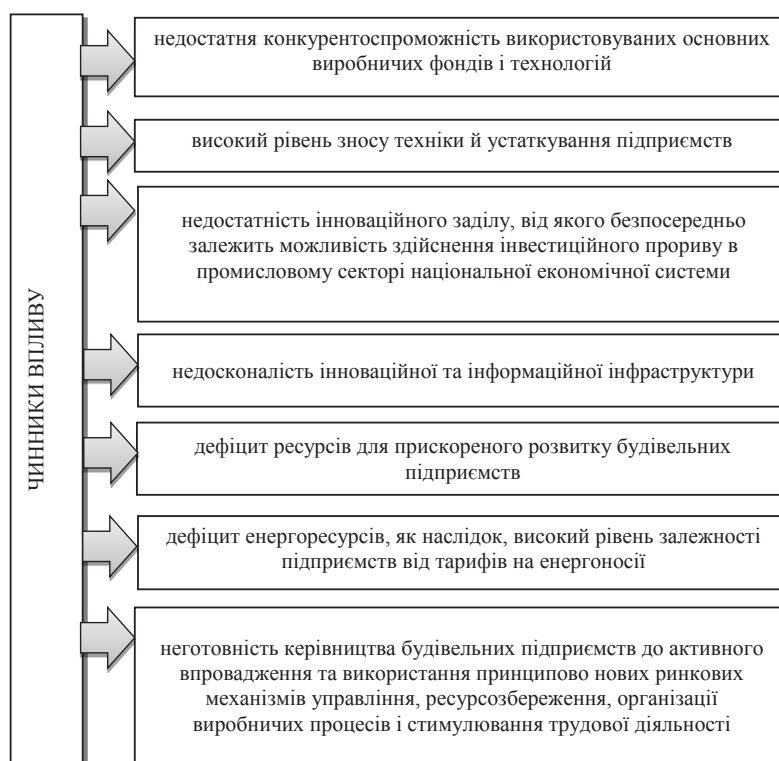 ЧИННИКИ ВПЛИВУ
недостатня конкурентоспроможність використовуваних основних
виробничих фондів і технологій
високий рівень зносу техніки й устаткування підприємств
недостатність інноваційного заділу, від якого безпосередньо
залежить можливість здійснення інвестиційного прориву в
промисловому секторі національної економічної системи
недосконалість інноваційної та інформаційної інфраструктури
дефіцит ресурсів для прискореного розвитку будівельних
підприємств
дефіцит енергоресурсів, як наслідок, високий рівень залежності
підприємств від тарифів на енергоносії
неготовність керівництва будівельних підприємств до активного
впровадження та використання принципово нових ринкових
механізмів управління, ресурсозбереження, організації
виробничих процесів і стимулювання трудової діяльності